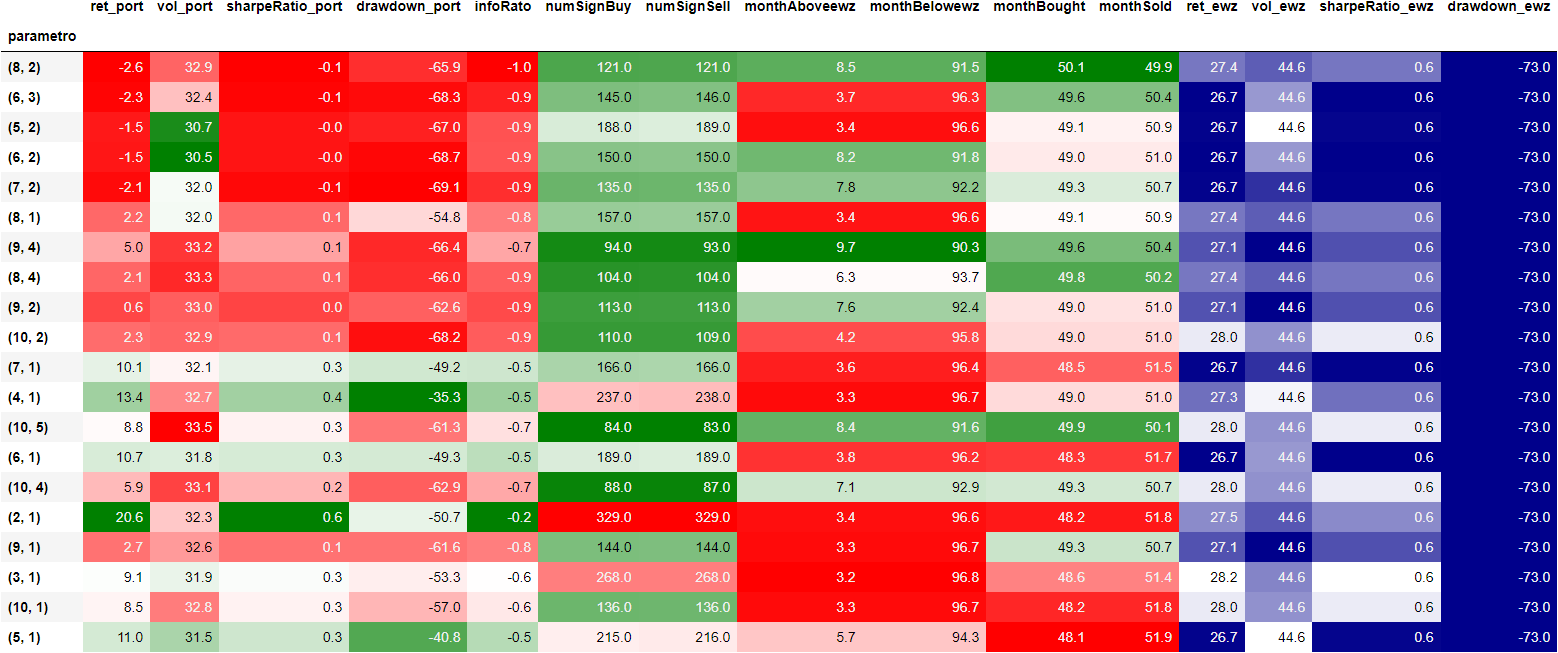 ret_port vol_port sharpeRatio_port drawdown_port infoRato numSignBuy numSignSell monthAboveewz monthBelowewz monthBought monthSold ret_ewz vol_ewz sharpeRatio_ewz drawdown_ewz
parametro
(8, 2) -2.6 32.9 -0.1 -65.9 -1.0 121.0 121.0 8.5 91.5 50.1 49.9 27.4 44.6 0.6 -73.0
(6, 3) -2.3 32.4 -0.1 -68.3 -0.9 145.0 146.0 3.7 96.3 49.6 50.4 26.7 44.6 0.6 -73.0
(5, 2) -1.5 30.7 -0.0 -67.0 -0.9 188.0 189.0 3.4 96.6 49.1 50.9 26.7 44.6 0.6 -73.0
(6, 2) -1.5 30.5 -0.0 -68.7 -0.9 150.0 150.0 8.2 91.8 49.0 51.0 26.7 44.6 0.6 -73.0
(7, 2) -2.1 32.0 -0.1 -69.1 -0.9 135.0 135.0 7.8 92.2 49.3 50.7 26.7 44.6 0.6 -73.0
(8, 1) 2.2 32.0 0.1 -54.8 -0.8 157.0 157.0 3.4 96.6 49.1 50.9 27.4 44.6 0.6 -73.0
(9, 4) 5.0 33.2 0.1 -66.4 -0.7 94.0 93.0 9.7 90.3 49.6 50.4 27.1 44.6 0.6 -73.0
(8, 4) 2.1 33.3 0.1 -66.0 -0.9 104.0 104.0 6.3 93.7 49.8 50.2 27.4 44.6 0.6 -73.0
(9, 2) 0.6 33.0 0.0 -62.6 -0.9 113.0 113.0 7.6 92.4 49.0 51.0 27.1 44.6 0.6 -73.0
(10, 2) 2.3 32.9 0.1 -68.2 -0.9 110.0 109.0 4.2 95.8 49.0 51.0 28.0 44.6 0.6 -73.0
(7, 1) 10.1 32.1 0.3 -49.2 -0.5 166.0 166.0 3.6 96.4 48.5 51.5 26.7 44.6 0.6 -73.0
(4, 1) 13.4 32.7 0.4 -35.3 -0.5 237.0 238.0 3.3 96.7 49.0 51.0 27.3 44.6 0.6 -73.0
(10, 5) 8.8 33.5 0.3 -61.3 -0.7 84.0 83.0 8.4 91.6 49.9 50.1 28.0 44.6 0.6 -73.0
(6, 1) 10.7 31.8 0.3 -49.3 -0.5 189.0 189.0 3.8 96.2 48.3 51.7 26.7 44.6 0.6 -73.0
(10, 4) 5.9 33.1 0.2 -62.9 -0.7 88.0 87.0 7.1 92.9 49.3 50.7 28.0 44.6 0.6 -73.0
(2, 1) 20.6 32.3 0.6 -50.7 -0.2 329.0 329.0 3.4 96.6 48.2 51.8 27.5 44.6 0.6 -73.0
(9, 1) 2.7 32.6 0.1 -61.6 -0.8 144.0 144.0 3.3 96.7 49.3 50.7 27.1 44.6 0.6 -73.0
(3, 1) 9.1 31.9 0.3 -53.3 -0.6 268.0 268.0 3.2 96.8 48.6 51.4 28.2 44.6 0.6 -73.0
(10, 1) 8.5 32.8 0.3 -57.0 -0.6 136.0 136.0 3.3 96.7 48.2 51.8 28.0 44.6 0.6 -73.0
(5, 1) 11.0 31.5 0.3 -40.8 -0.5 215.0 216.0 5.7 94.3 48.1 51.9 26.7 44.6 0.6 -73.0